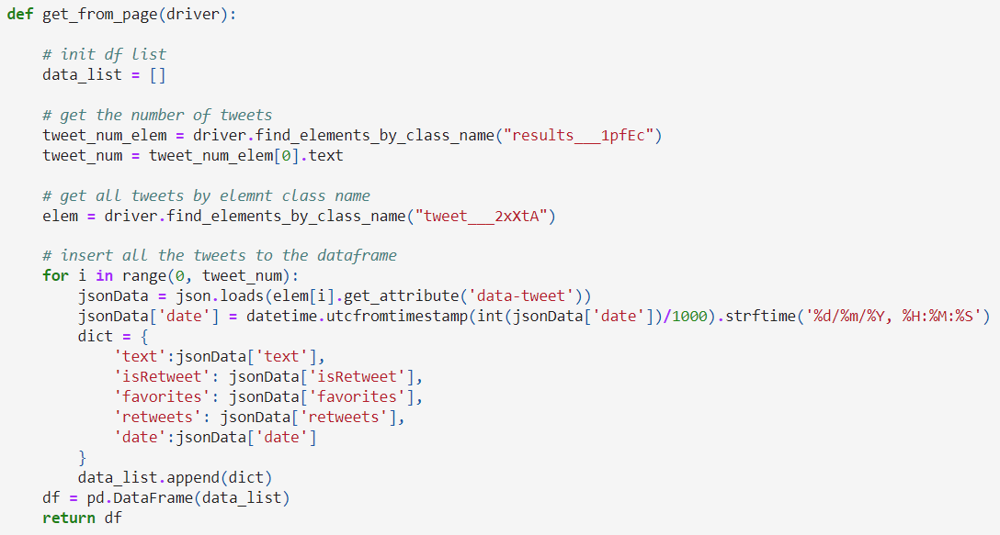 def get_from_page(driver):
    # init df list
    data_list = []
    # get the number of tweets
    tweet_num_elem = driver.find_elements_by_class_name("results___1pfEc")
    tweet_num = tweet_num_elem[0].text
    # get all tweets by elemnt class name
    elem = driver.find_elements_by_class_name("tweet___2xXtA")
    # insert all the tweets to the dataframe
    for i in range(0, tweet_num):
        jsonData = json.loads(elem[i].get_attribute('data-tweet'))
        jsonData['date'] = datetime.utcfromtimestamp(int(jsonData['date'])/1000).strftime('%d/%m/%Y, %H:%M:%S')
        dict = {
            'text':jsonData['text'],
            'isRetweet': jsonData['isRetweet'],
            'favorites': jsonData['favorites'],
            'retweets': jsonData['retweets'],
            'date':jsonData['date']
        }
        data_list.append(dict)
    df = pd.DataFrame(data_list)
    return df